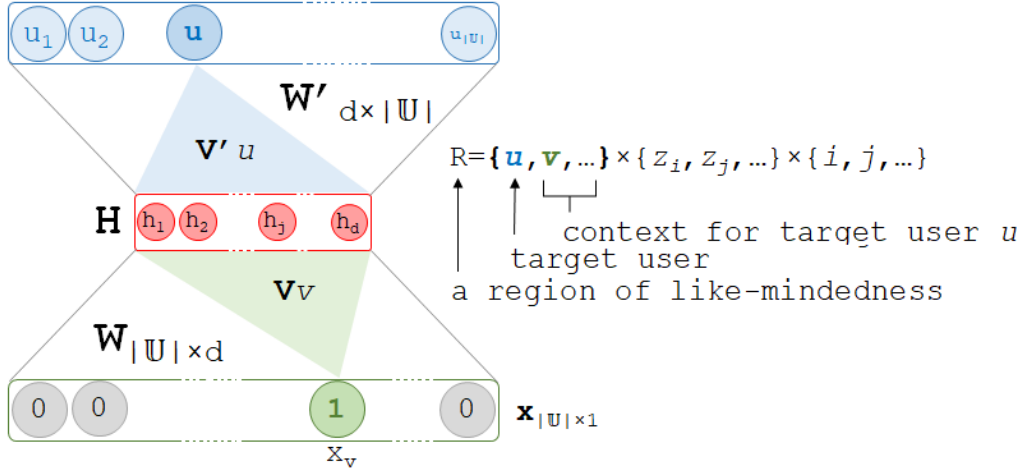 u₁ u₂ u u|𝕌|
W' d×|𝕌|
V' u
R={u,v,…}×{zᵢ,zⱼ,…}×{i,j,…}
H h₁ h₂ hⱼ h_d
context for target user u
target user
a region of like-mindedness
Vv
W|𝕌|×d
0 0 1 0 x|𝕌|×1
xᵥ